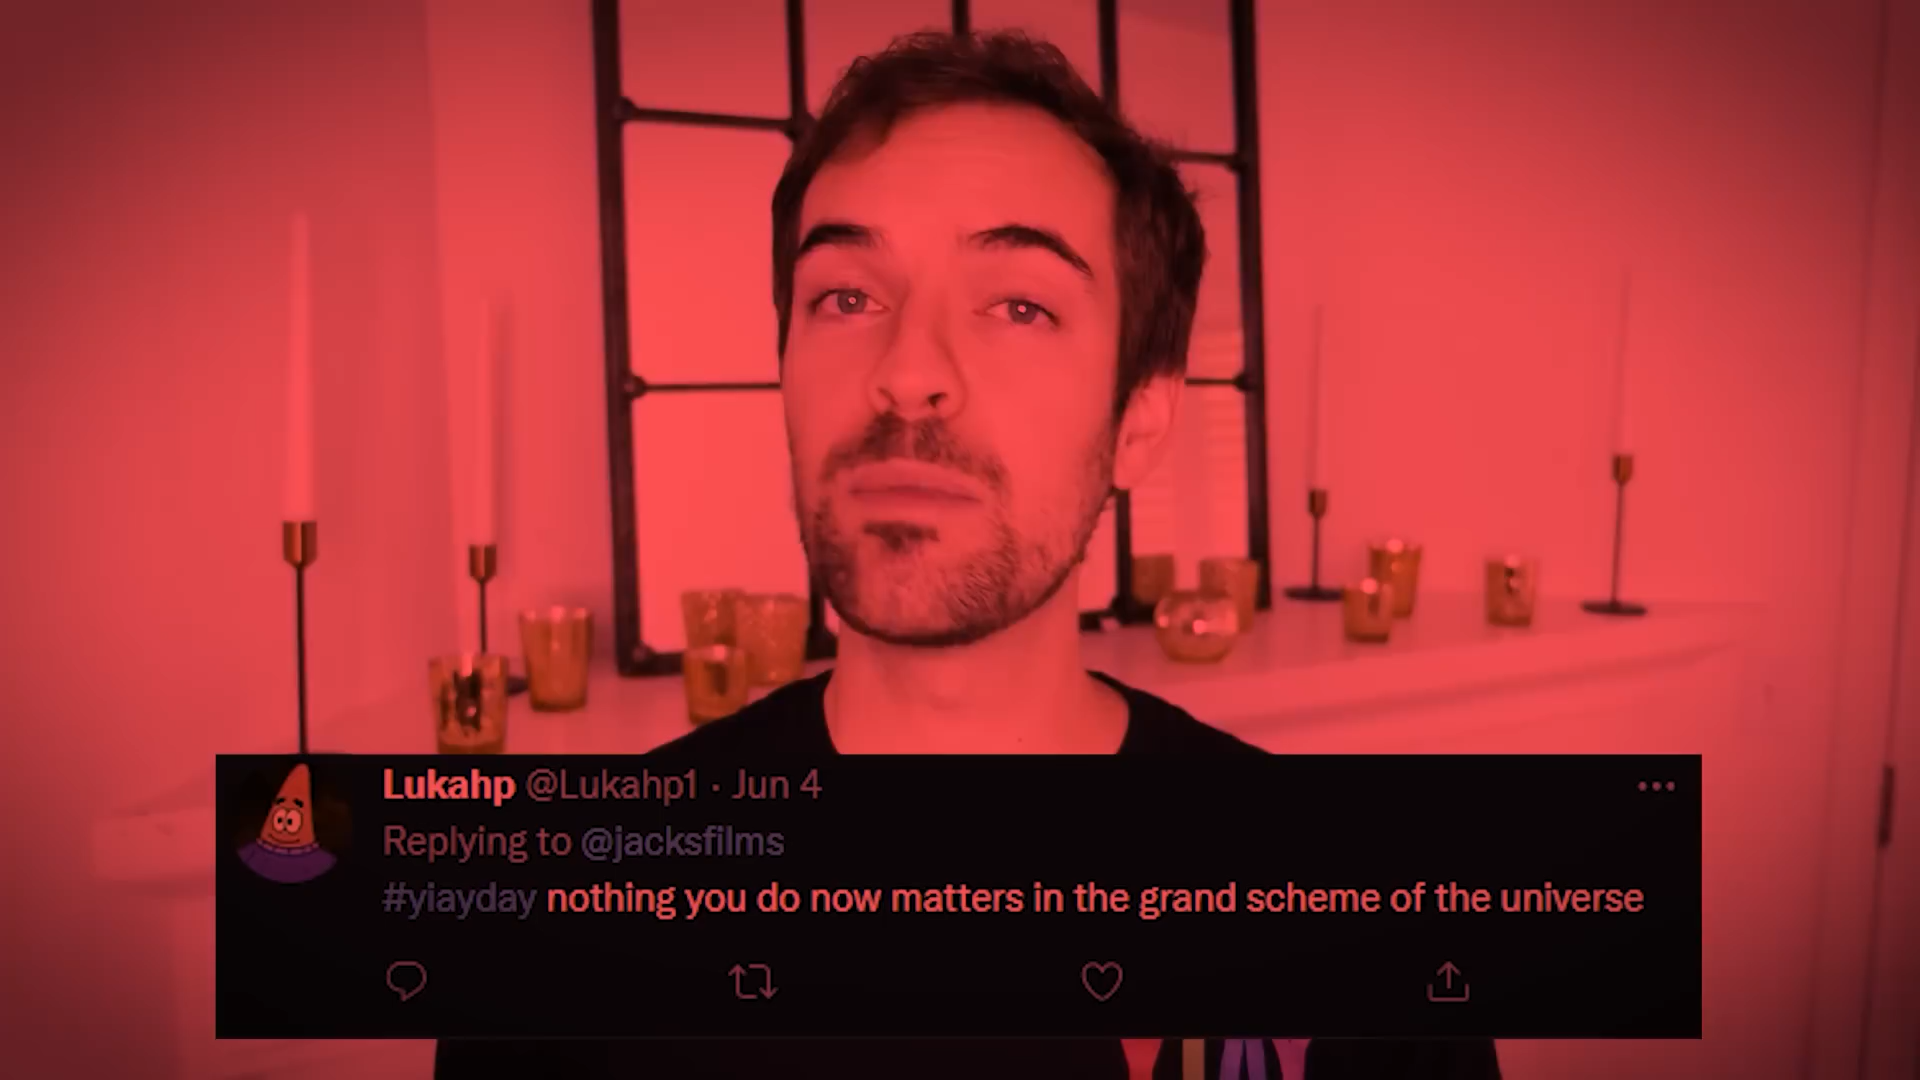 Lukahp @Lukahp1 · Jun 4
Replying to @jacksfilms
#yiayday nothing you do now matters in the grand scheme of the universe